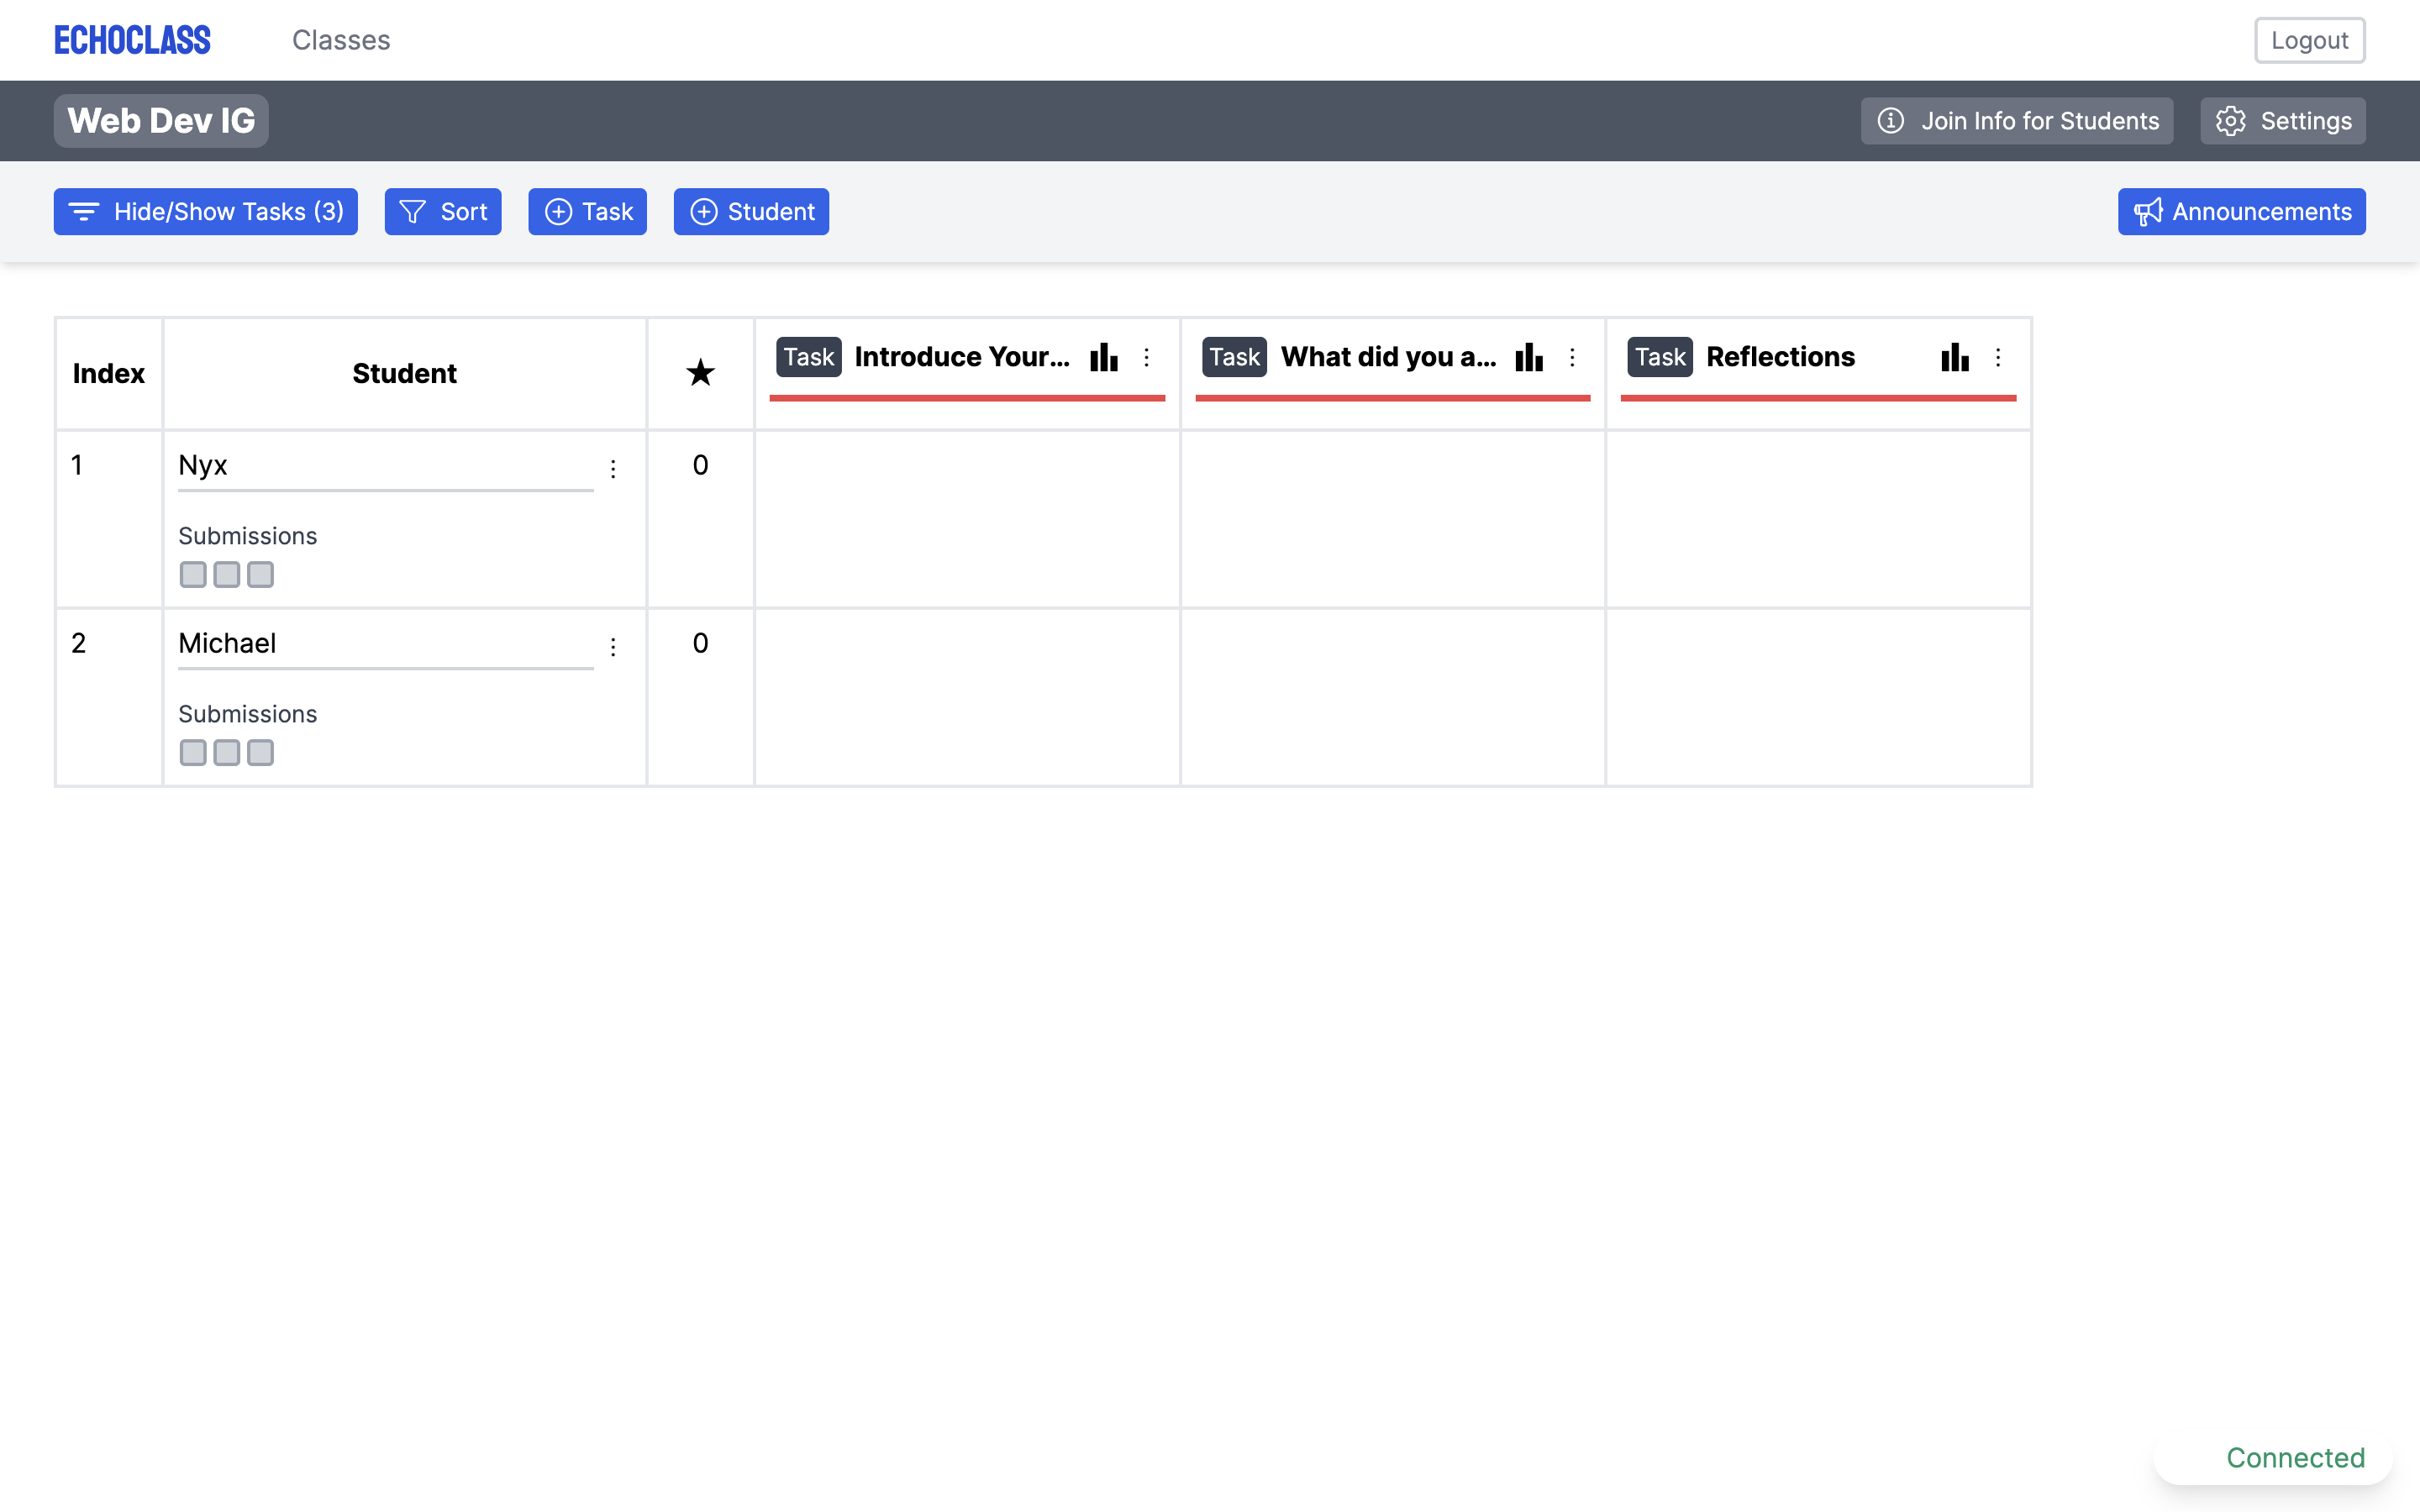 ECHOCLASS Classes Logout
Web Dev IG Join Info for Students Settings
Hide/Show Tasks (3) Sort Task Student Announcements
Index Student ★ Task Introduce Your... Task What did you a... Task Reflections
1 Nyx 0
Submissions
2 Michael 0
Submissions
Connected